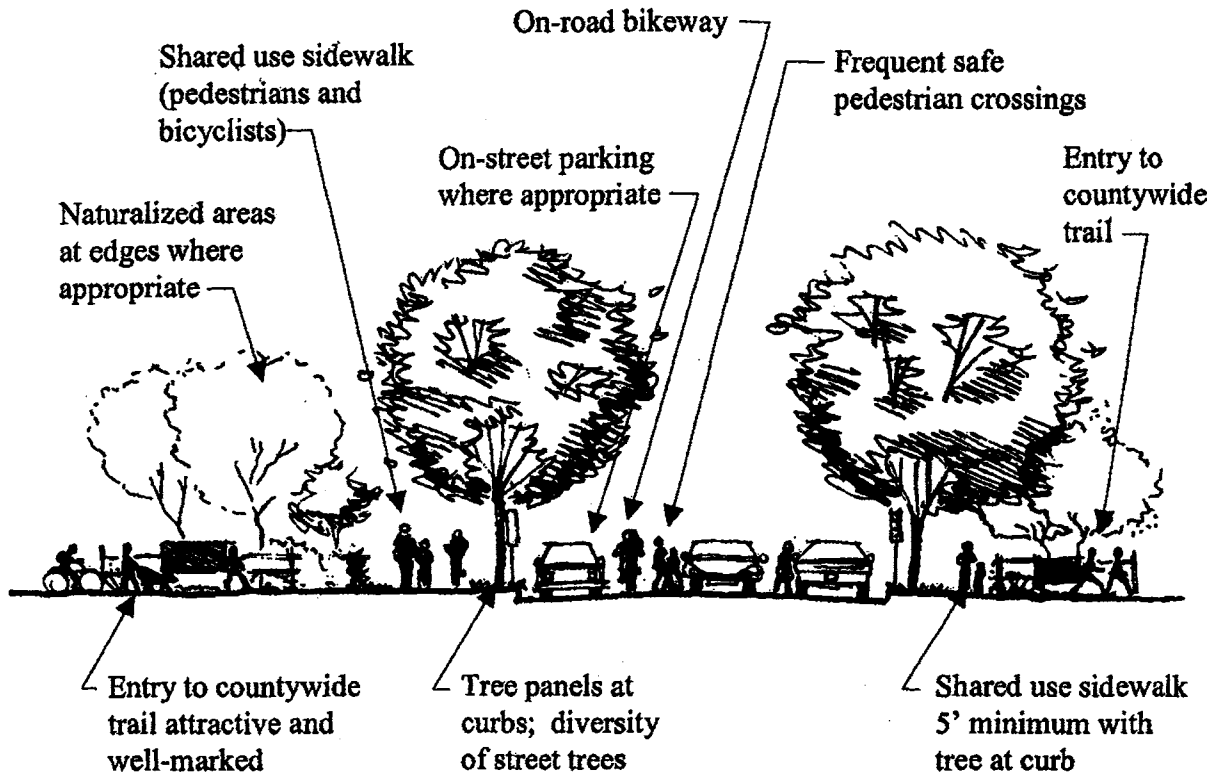 On-road bikeway
Shared use sidewalk
(pedestrians and
bicyclists)
Frequent safe
pedestrian crossings
On-street parking
where appropriate
Entry to
countywide
trail
Naturalized areas
at edges where
appropriate
Entry to countywide
trail attractive and
well-marked
Tree panels at
curbs; diversity
of street trees
Shared use sidewalk
5' minimum with
tree at curb